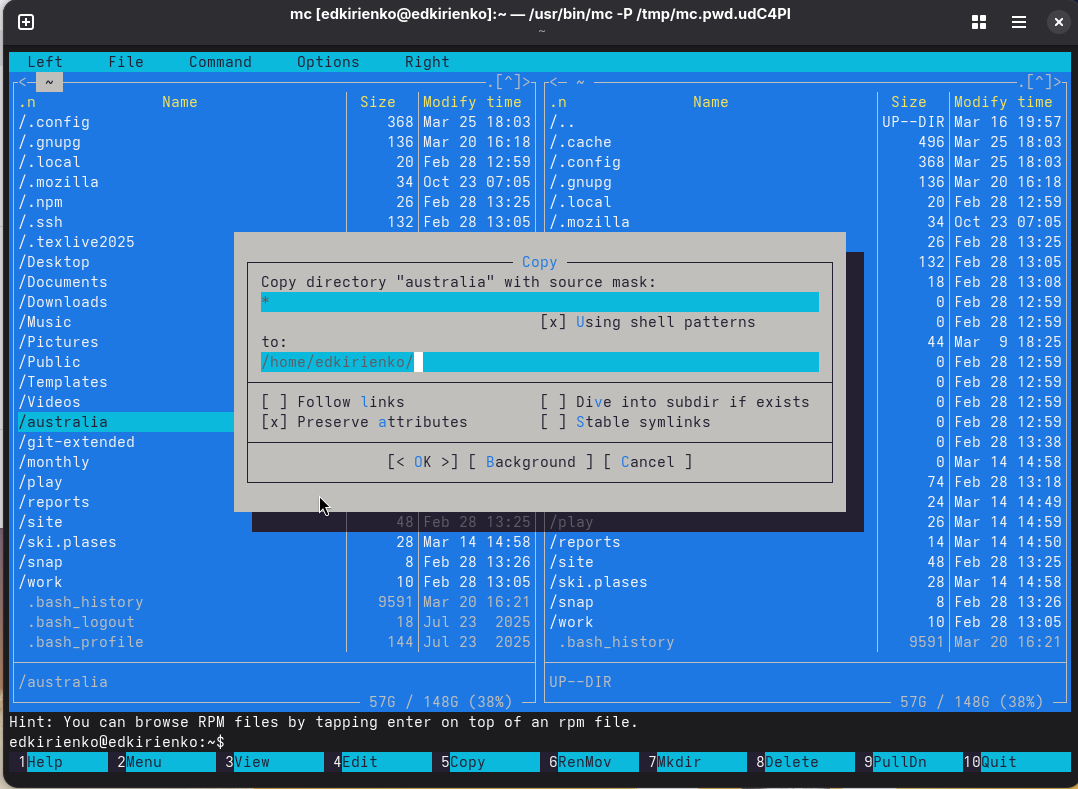 mc [edkirienko@edkirienko]:~ — /usr/bin/mc -P /tmp/mc.pwd.udC4PI
~
Left File Command Options Right
<─ ~ .[^]> <─ ~ .[^]>
.n Name Size Modify time .n Name Size Modify time
/.config 368 Mar 25 18:03 /.. UP--DIR Mar 16 19:57
/.gnupg 136 Mar 20 16:18 /.cache 496 Mar 25 18:03
/.local 20 Feb 28 12:59 /.config 368 Mar 25 18:03
/.mozilla 34 Oct 23 07:05 /.gnupg 136 Mar 20 16:18
/.npm 26 Feb 28 13:25 /.local 20 Feb 28 12:59
/.ssh 132 Feb 28 13:05 /.mozilla 34 Oct 23 07:05
/.texlive2025 26 Feb 28 13:25
/Desktop Copy 132 Feb 28 13:05
/Documents Copy directory "australia" with source mask: 18 Feb 28 13:08
/Downloads * 0 Feb 28 12:59
/Music [x] Using shell patterns 0 Feb 28 12:59
/Pictures to: 44 Mar 9 18:25
/Public /home/edkirienko/ 0 Feb 28 12:59
/Templates 0 Feb 28 12:59
/Videos [ ] Follow links [ ] Dive into subdir if exists 0 Feb 28 12:59
/australia [x] Preserve attributes [ ] Stable symlinks 0 Feb 28 12:59
/git-extended 0 Feb 28 13:38
/monthly [< OK >] [ Background ] [ Cancel ] 0 Mar 14 14:58
/play 74 Feb 28 13:18
/reports 24 Mar 14 14:49
/site 48 Feb 28 13:25 /play 26 Mar 14 14:59
/ski.plases 28 Mar 14 14:58 /reports 14 Mar 14 14:50
/snap 8 Feb 28 13:26 /site 48 Feb 28 13:25
/work 10 Feb 28 13:05 /ski.plases 28 Mar 14 14:58
.bash_history 9591 Mar 20 16:21 /snap 8 Feb 28 13:26
.bash_logout 18 Jul 23 2025 /work 10 Feb 28 13:05
.bash_profile 144 Jul 23 2025 .bash_history 9591 Mar 20 16:21
/australia UP--DIR
57G / 148G (38%) 57G / 148G (38%)
Hint: You can browse RPM files by tapping enter on top of an rpm file.
edkirienko@edkirienko:~$
1Help 2Menu 3View 4Edit 5Copy 6RenMov 7Mkdir 8Delete 9PullDn 10Quit